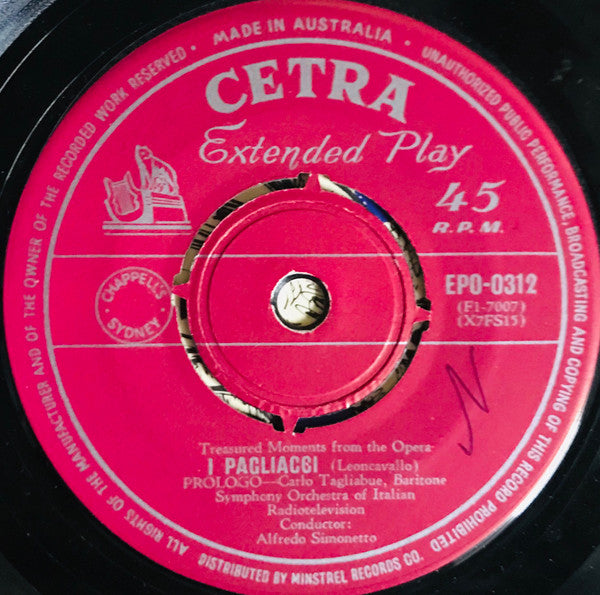 · MADE IN AUSTRALIA ·
UNAUTHORIZED PUBLIC PERFORMANCE, BROADCASTING AND COPYING OF THIS RECORD PROHIBITED
ALL RIGHTS OF THE MANUFACTURER AND OF THE OWNER OF THE RECORDED WORK RESERVED ·
CETRA
Extended Play
45
R.P.M.
CHAPPELL'S
SYDNEY
EPO-0312
(F1-7007)
(X7FS15)
N
Treasured Moments from the Opera-
I PAGLIACCI (Leoncavallo)
PROLOGO—Carlo Tagliabue, Baritone
Symphony Orchestra of Italian
Radiotelevision
Conductor:
Alfredo Simonetto
DISTRIBUTED BY MINSTREL RECORDS CO.